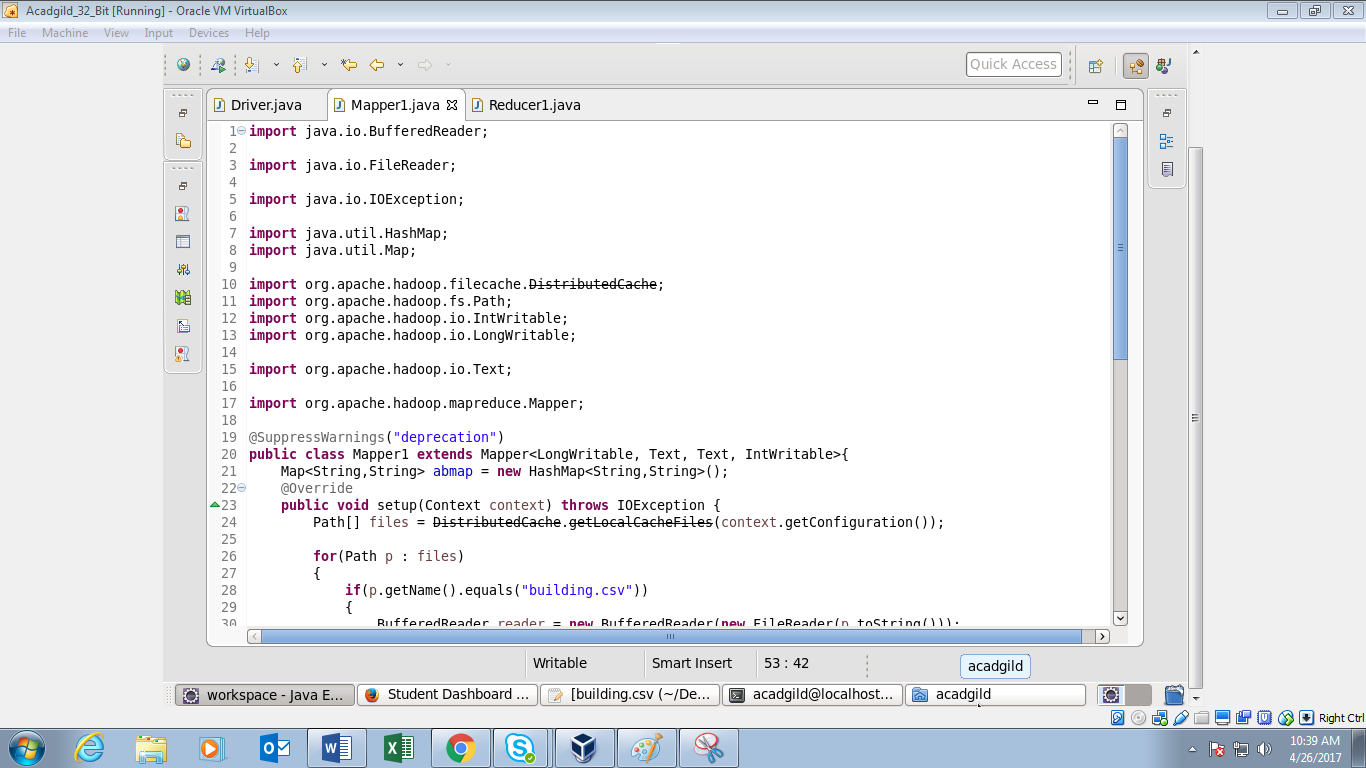 Acadgild_32_Bit [Running] - Oracle VM VirtualBox
File Machine View Input Devices Help
Quick Access
Driver.java Mapper1.java Reducer1.java
1 import java.io.BufferedReader;
2
3 import java.io.FileReader;
4
5 import java.io.IOException;
6
7 import java.util.HashMap;
8 import java.util.Map;
9
10 import org.apache.hadoop.filecache.DistributedCache;
11 import org.apache.hadoop.fs.Path;
12 import org.apache.hadoop.io.IntWritable;
13 import org.apache.hadoop.io.LongWritable;
14
15 import org.apache.hadoop.io.Text;
16
17 import org.apache.hadoop.mapreduce.Mapper;
18
19 @SuppressWarnings("deprecation")
20 public class Mapper1 extends Mapper<LongWritable, Text, Text, IntWritable>{
21 Map<String,String> abmap = new HashMap<String,String>();
22 @Override
23 public void setup(Context context) throws IOException {
24 Path[] files = DistributedCache.getLocalCacheFiles(context.getConfiguration());
25
26 for(Path p : files)
27 {
28 if(p.getName().equals("building.csv"))
29 {
30 BufferedReader reader = new BufferedReader(new FileReader(p.toString()));
Writable Smart Insert 53 : 42
acadgild
workspace - Java E... Student Dashboard ... [building.csv (~/De... acadgild@localhost... acadgild
Right Ctrl
10:39 AM
4/26/2017